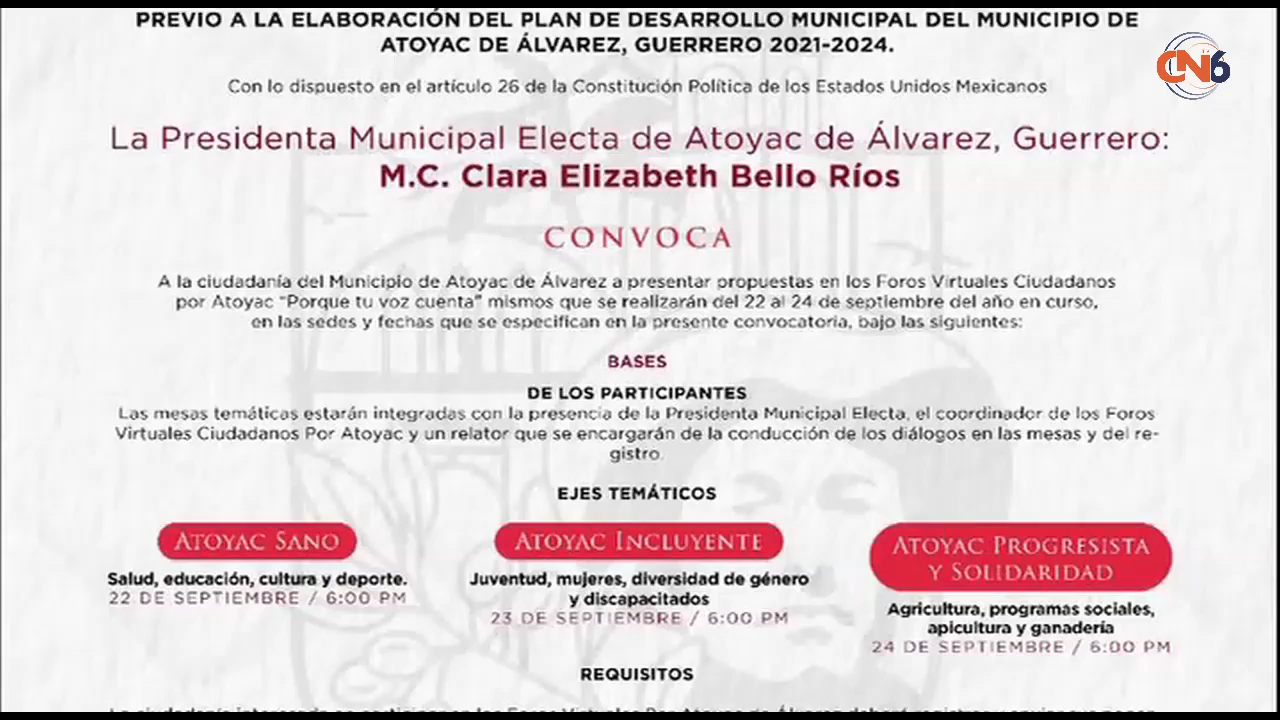 PREVIO A LA ELABORACIÓN DEL PLAN DE DESARROLLO MUNICIPAL DEL MUNICIPIO DE
ATOYAC DE ÁLVAREZ, GUERRERO 2021-2024.
CN6
Con lo dispuesto en el artículo 26 de la Constitución Política de los Estados Unidos Mexicanos
La Presidenta Municipal Electa de Atoyac de Álvarez, Guerrero:
M.C. Clara Elizabeth Bello Ríos
CONVOCA
A la ciudadanía del Municipio de Atoyac de Álvarez a presentar propuestas en los Foros Virtuales Ciudadanos
por Atoyac "Porque tu voz cuenta" mismos que se realizarán del 22 al 24 de septiembre del año en curso,
en las sedes y fechas que se especifican en la presente convocatoria, bajo las siguientes:
BASES
DE LOS PARTICIPANTES
Las mesas temáticas estarán integradas con la presencia de la Presidenta Municipal Electa, el coordinador de los Foros
Virtuales Ciudadanos Por Atoyac y un relator que se encargarán de la conducción de los diálogos en las mesas y del re-
gistro.
EJES TEMÁTICOS
ATOYAC SANO
Salud, educación, cultura y deporte.
22 DE SEPTIEMBRE / 6:00 PM
ATOYAC INCLUYENTE
Juventud, mujeres, diversidad de género
y discapacitados
23 DE SEPTIEMBRE / 6:00 PM
ATOYAC PROGRESISTA
Y SOLIDARIDAD
Agricultura, programas sociales,
apicultura y ganadería
24 DE SEPTIEMBRE / 6:00 PM
REQUISITOS